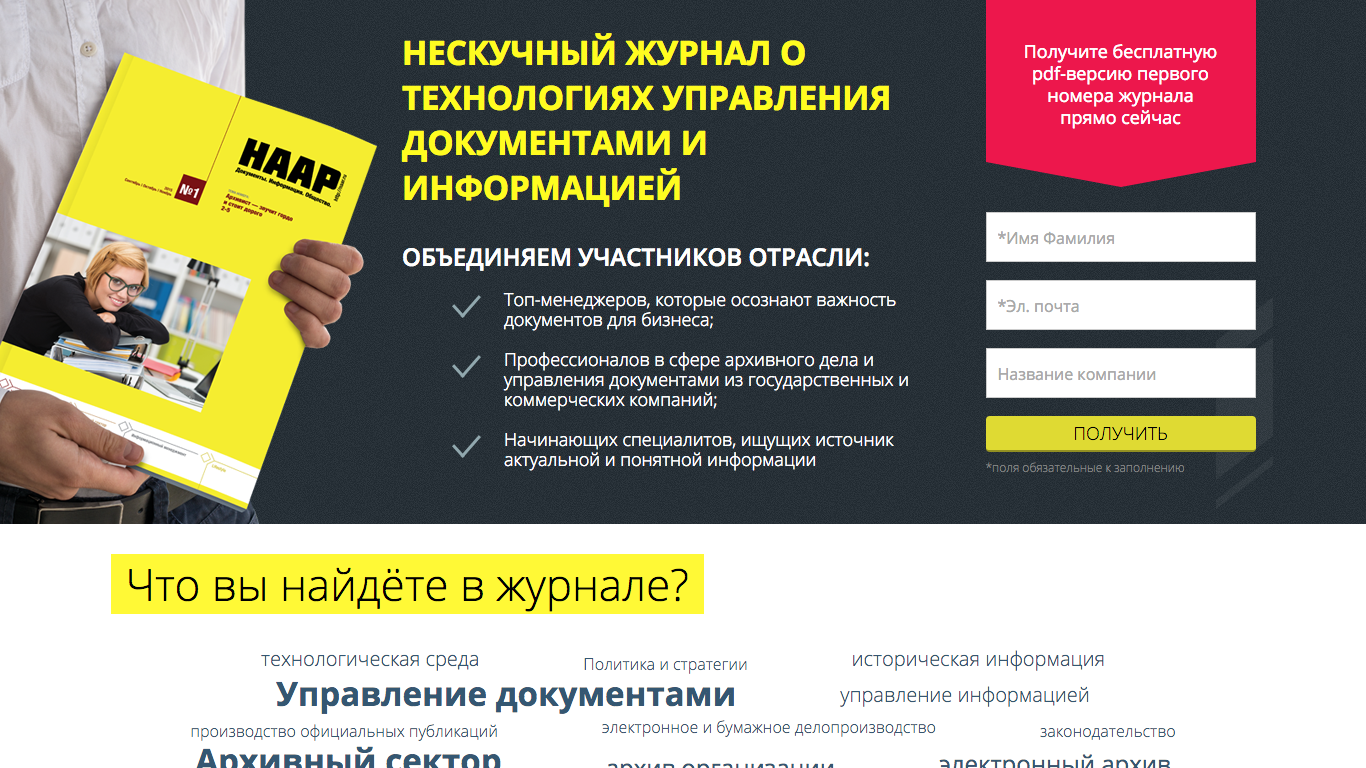 НЕСКУЧНЫЙ ЖУРНАЛ О
ТЕХНОЛОГИЯХ УПРАВЛЕНИЯ
ДОКУМЕНТАМИ И
ИНФОРМАЦИЕЙ
ОБЪЕДИНЯЕМ УЧАСТНИКОВ ОТРАСЛИ:
Топ-менеджеров, которые осознают важность
документов для бизнеса;
Профессионалов в сфере архивного дела и
управления документами из государственных и
коммерческих компаний;
Начинающих специалитов, ищущих источник
актуальной и понятной информации
Получите бесплатную
pdf-версию первого
номера журнала
прямо сейчас
*Имя Фамилия
*Эл. почта
Название компании
ПОЛУЧИТЬ
*поля обязательные к заполнению
НААР
Документы. Информация. Общество.
№1
Архивист — звучит гордо
и стоит дорого
2-5
Что вы найдёте в журнале?
технологическая среда
Политика и стратегии
историческая информация
Управление документами
управление информацией
производство официальных публикаций
электронное и бумажное делопроизводство
законодательство
Архивный сектор
архив организации
электронный архив